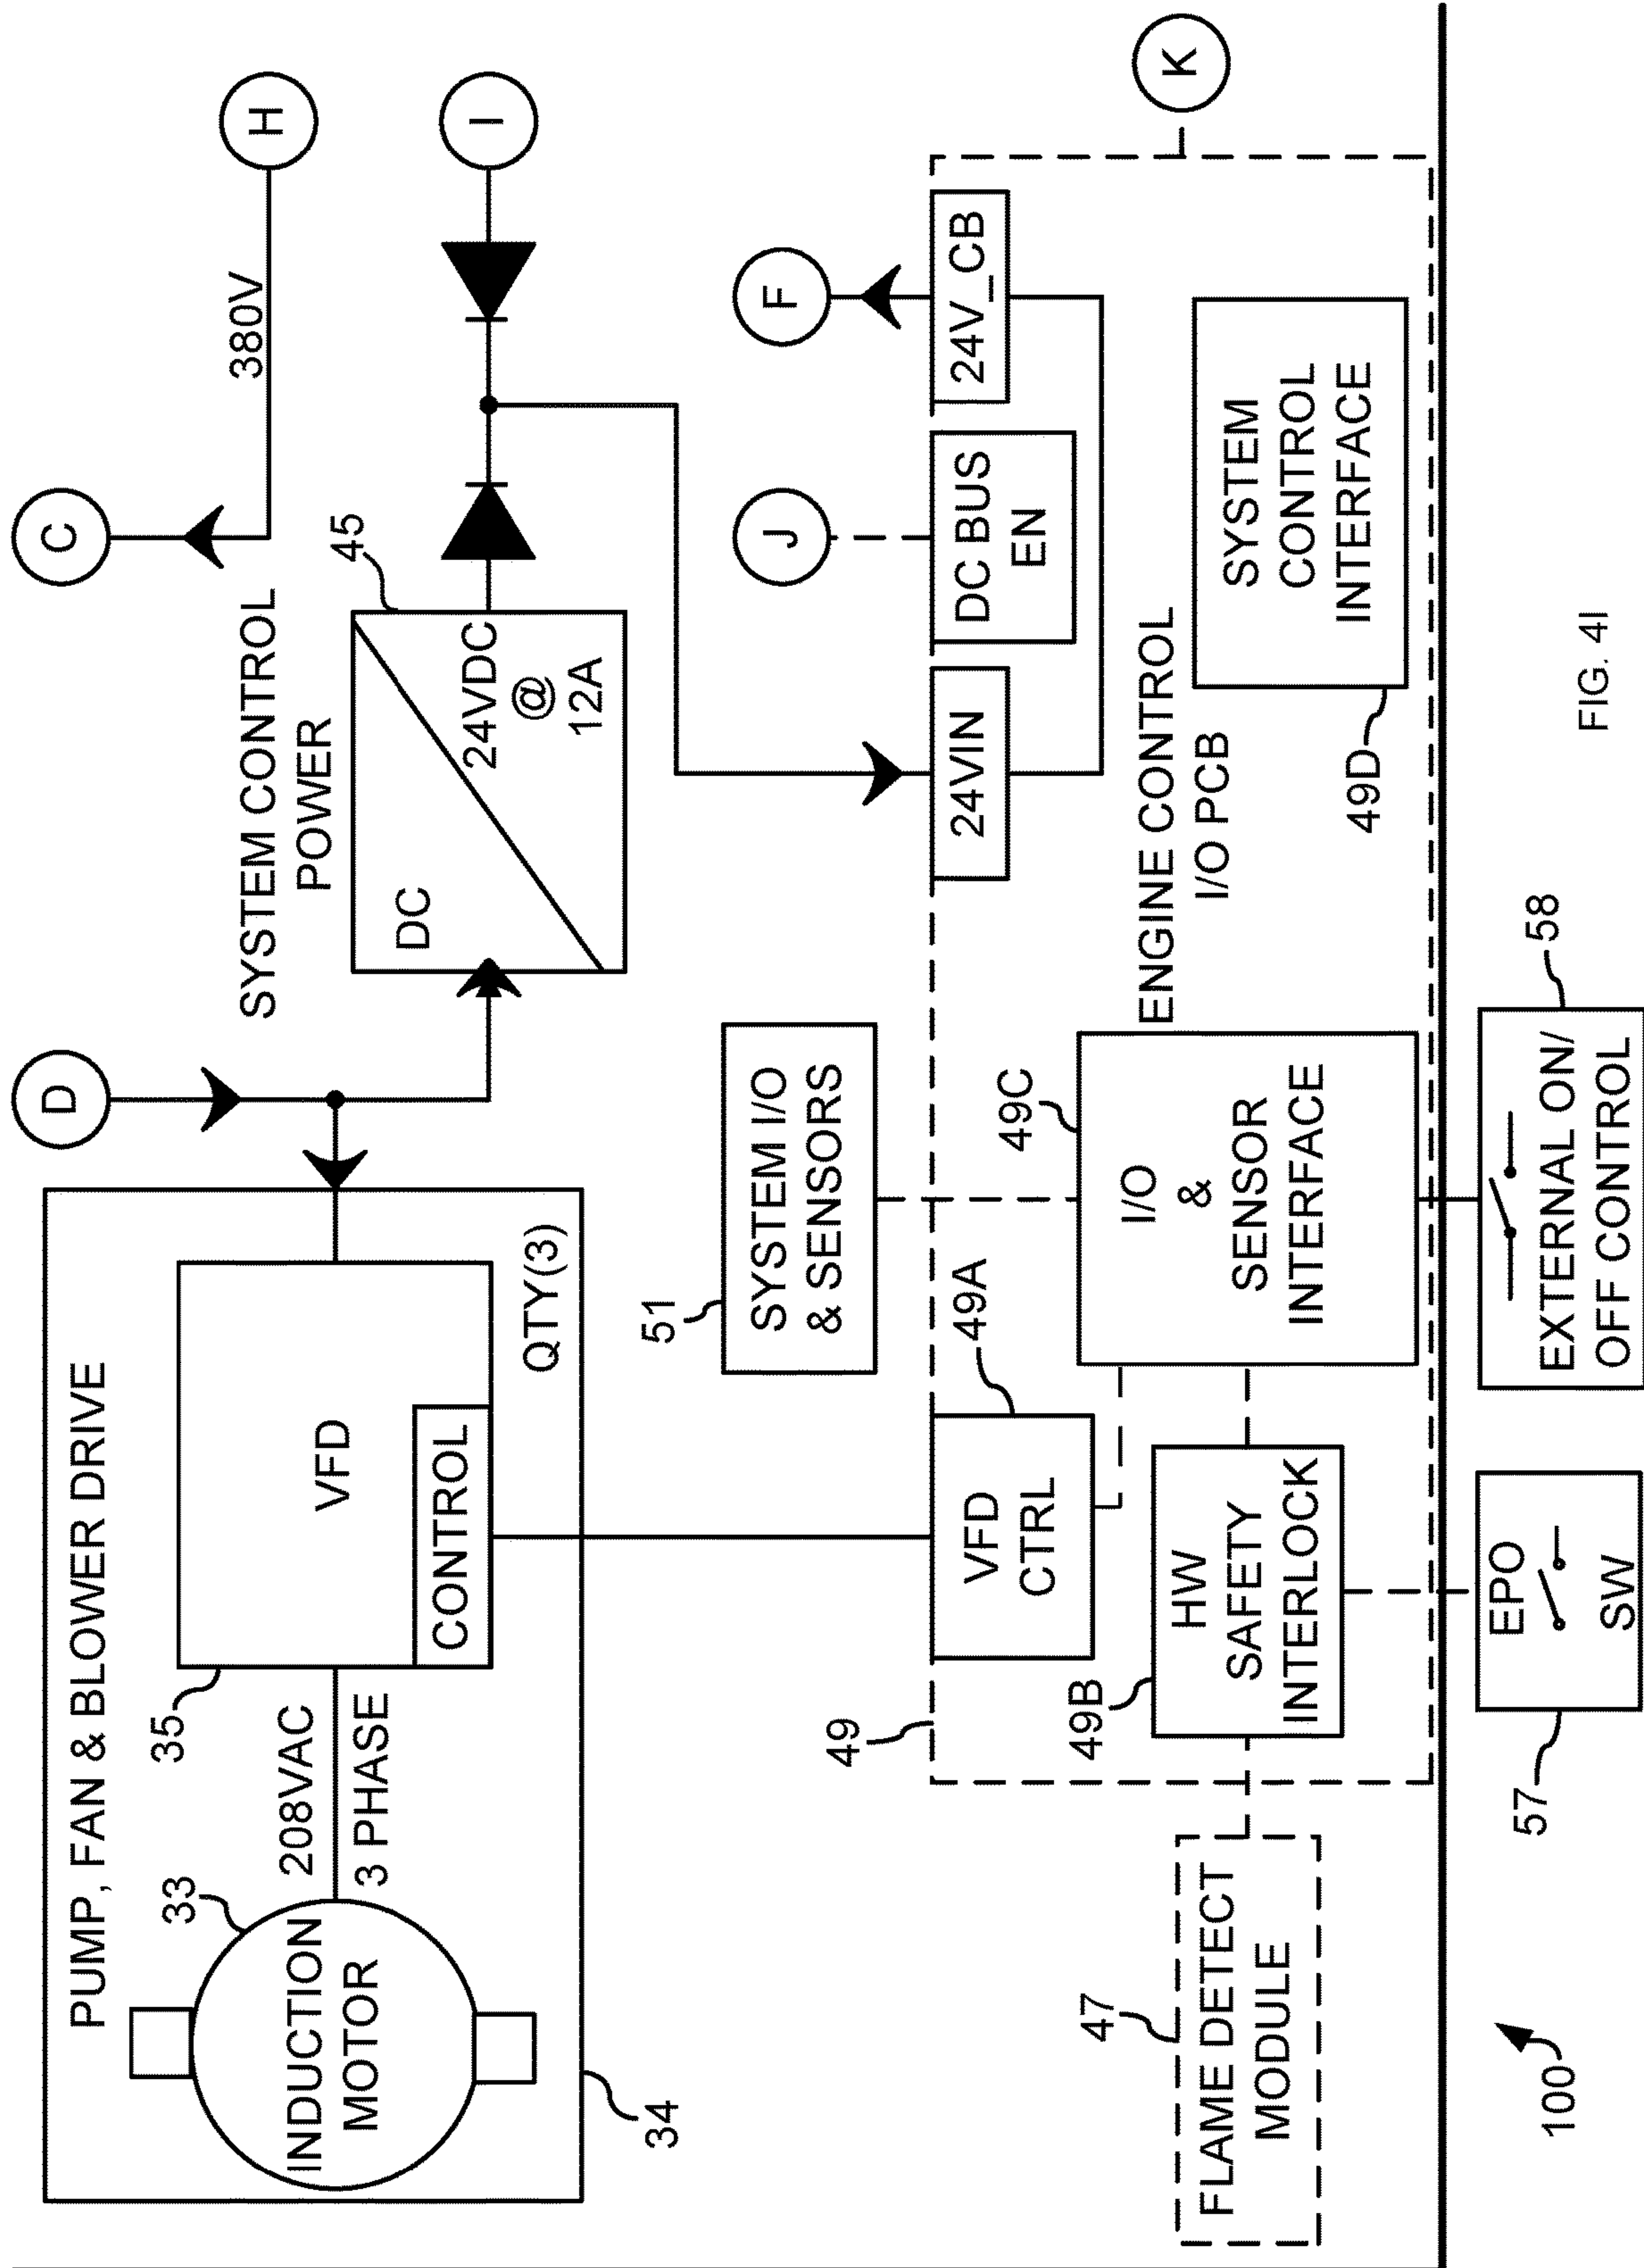 PUMP, FAN & BLOWER DRIVE
33
INDUCTION
MOTOR
208VAC
3 PHASE
35
VFD
CONTROL
QTY(3)
34
D
SYSTEM CONTROL
POWER
DC
24VDC
@
12A
45
C
380V
H
I
51
SYSTEM I/O
& SENSORS
J
F
49
VFD
CTRL
49A
24VIN
DC BUS
EN
24V_CB
K
47
FLAME DETECT
MODULE
49B
HW
SAFETY
INTERLOCK
49C
I/O
&
SENSOR
INTERFACE
ENGINE CONTROL
I/O PCB
SYSTEM
CONTROL
INTERFACE
49D
100
57
EPO
SW
EXTERNAL ON/
OFF CONTROL
58
FIG. 4I